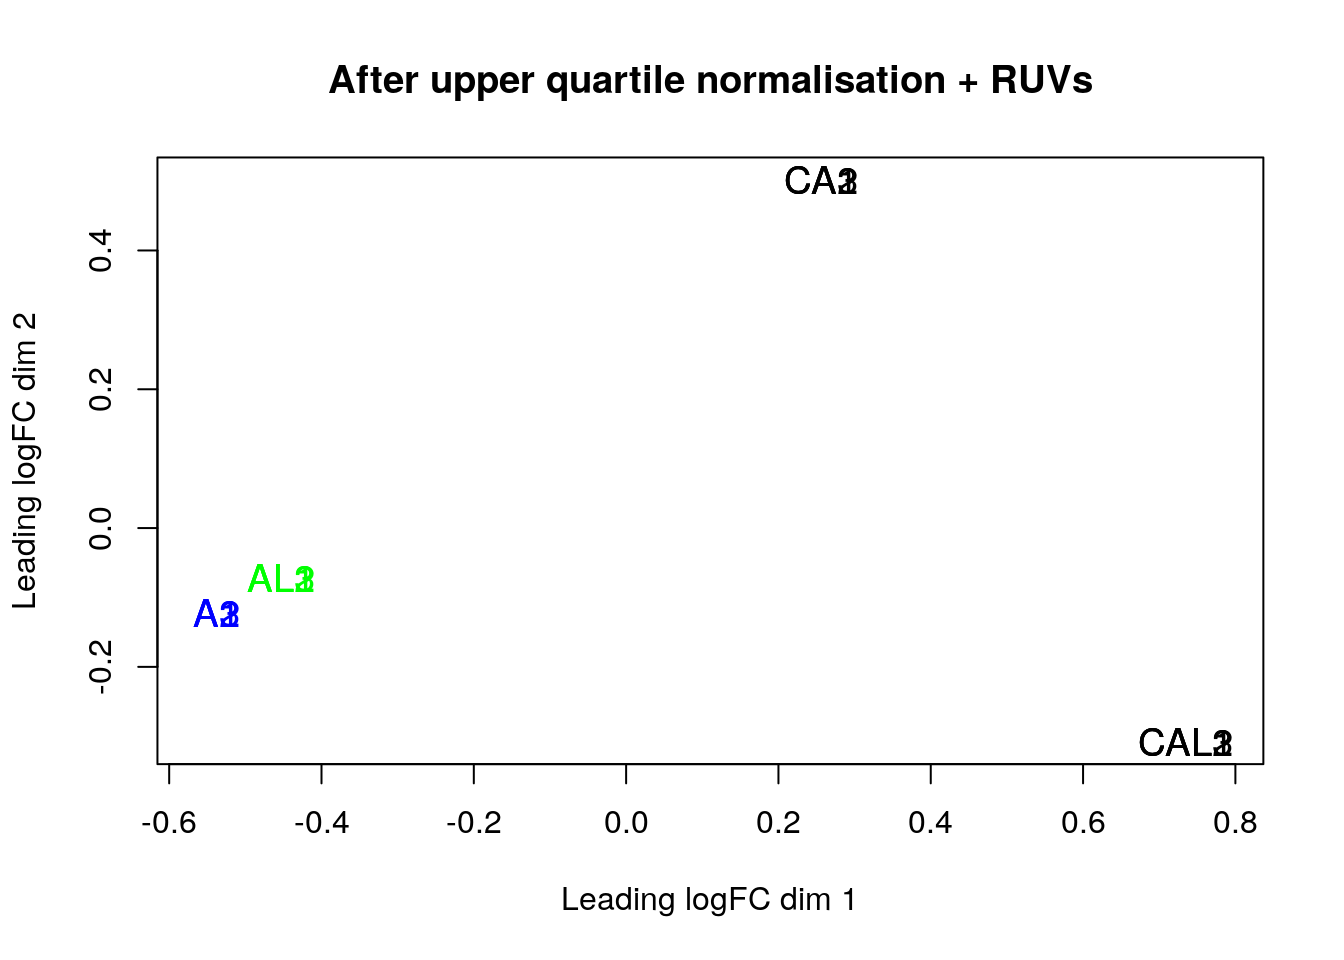 After upper quartile normalisation + RUVs
Leading logFC dim 2
0.4
0.2
0.0
-0.2
CA
AL
A
CAL
-0.6 -0.4 -0.2 0.0 0.2 0.4 0.6 0.8
Leading logFC dim 1